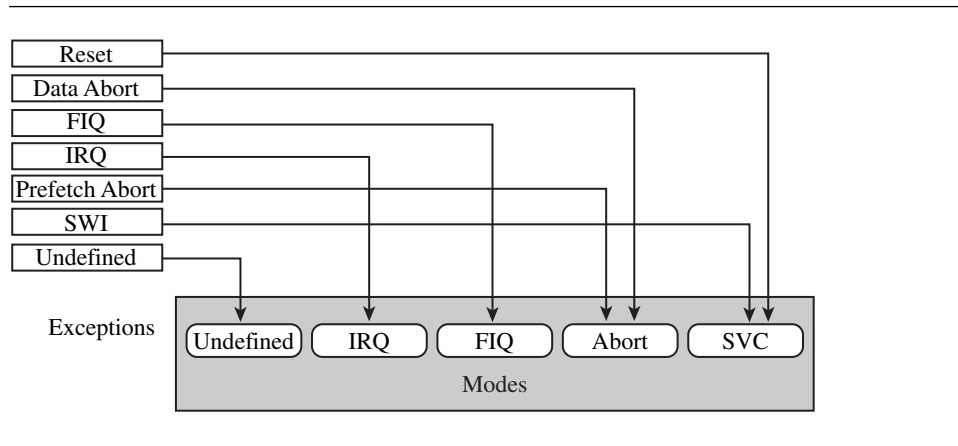 Reset
Data Abort
FIQ
IRQ
Prefetch Abort
SWI
Undefined
Exceptions
Undefined
IRQ
FIQ
Abort
SVC
Modes